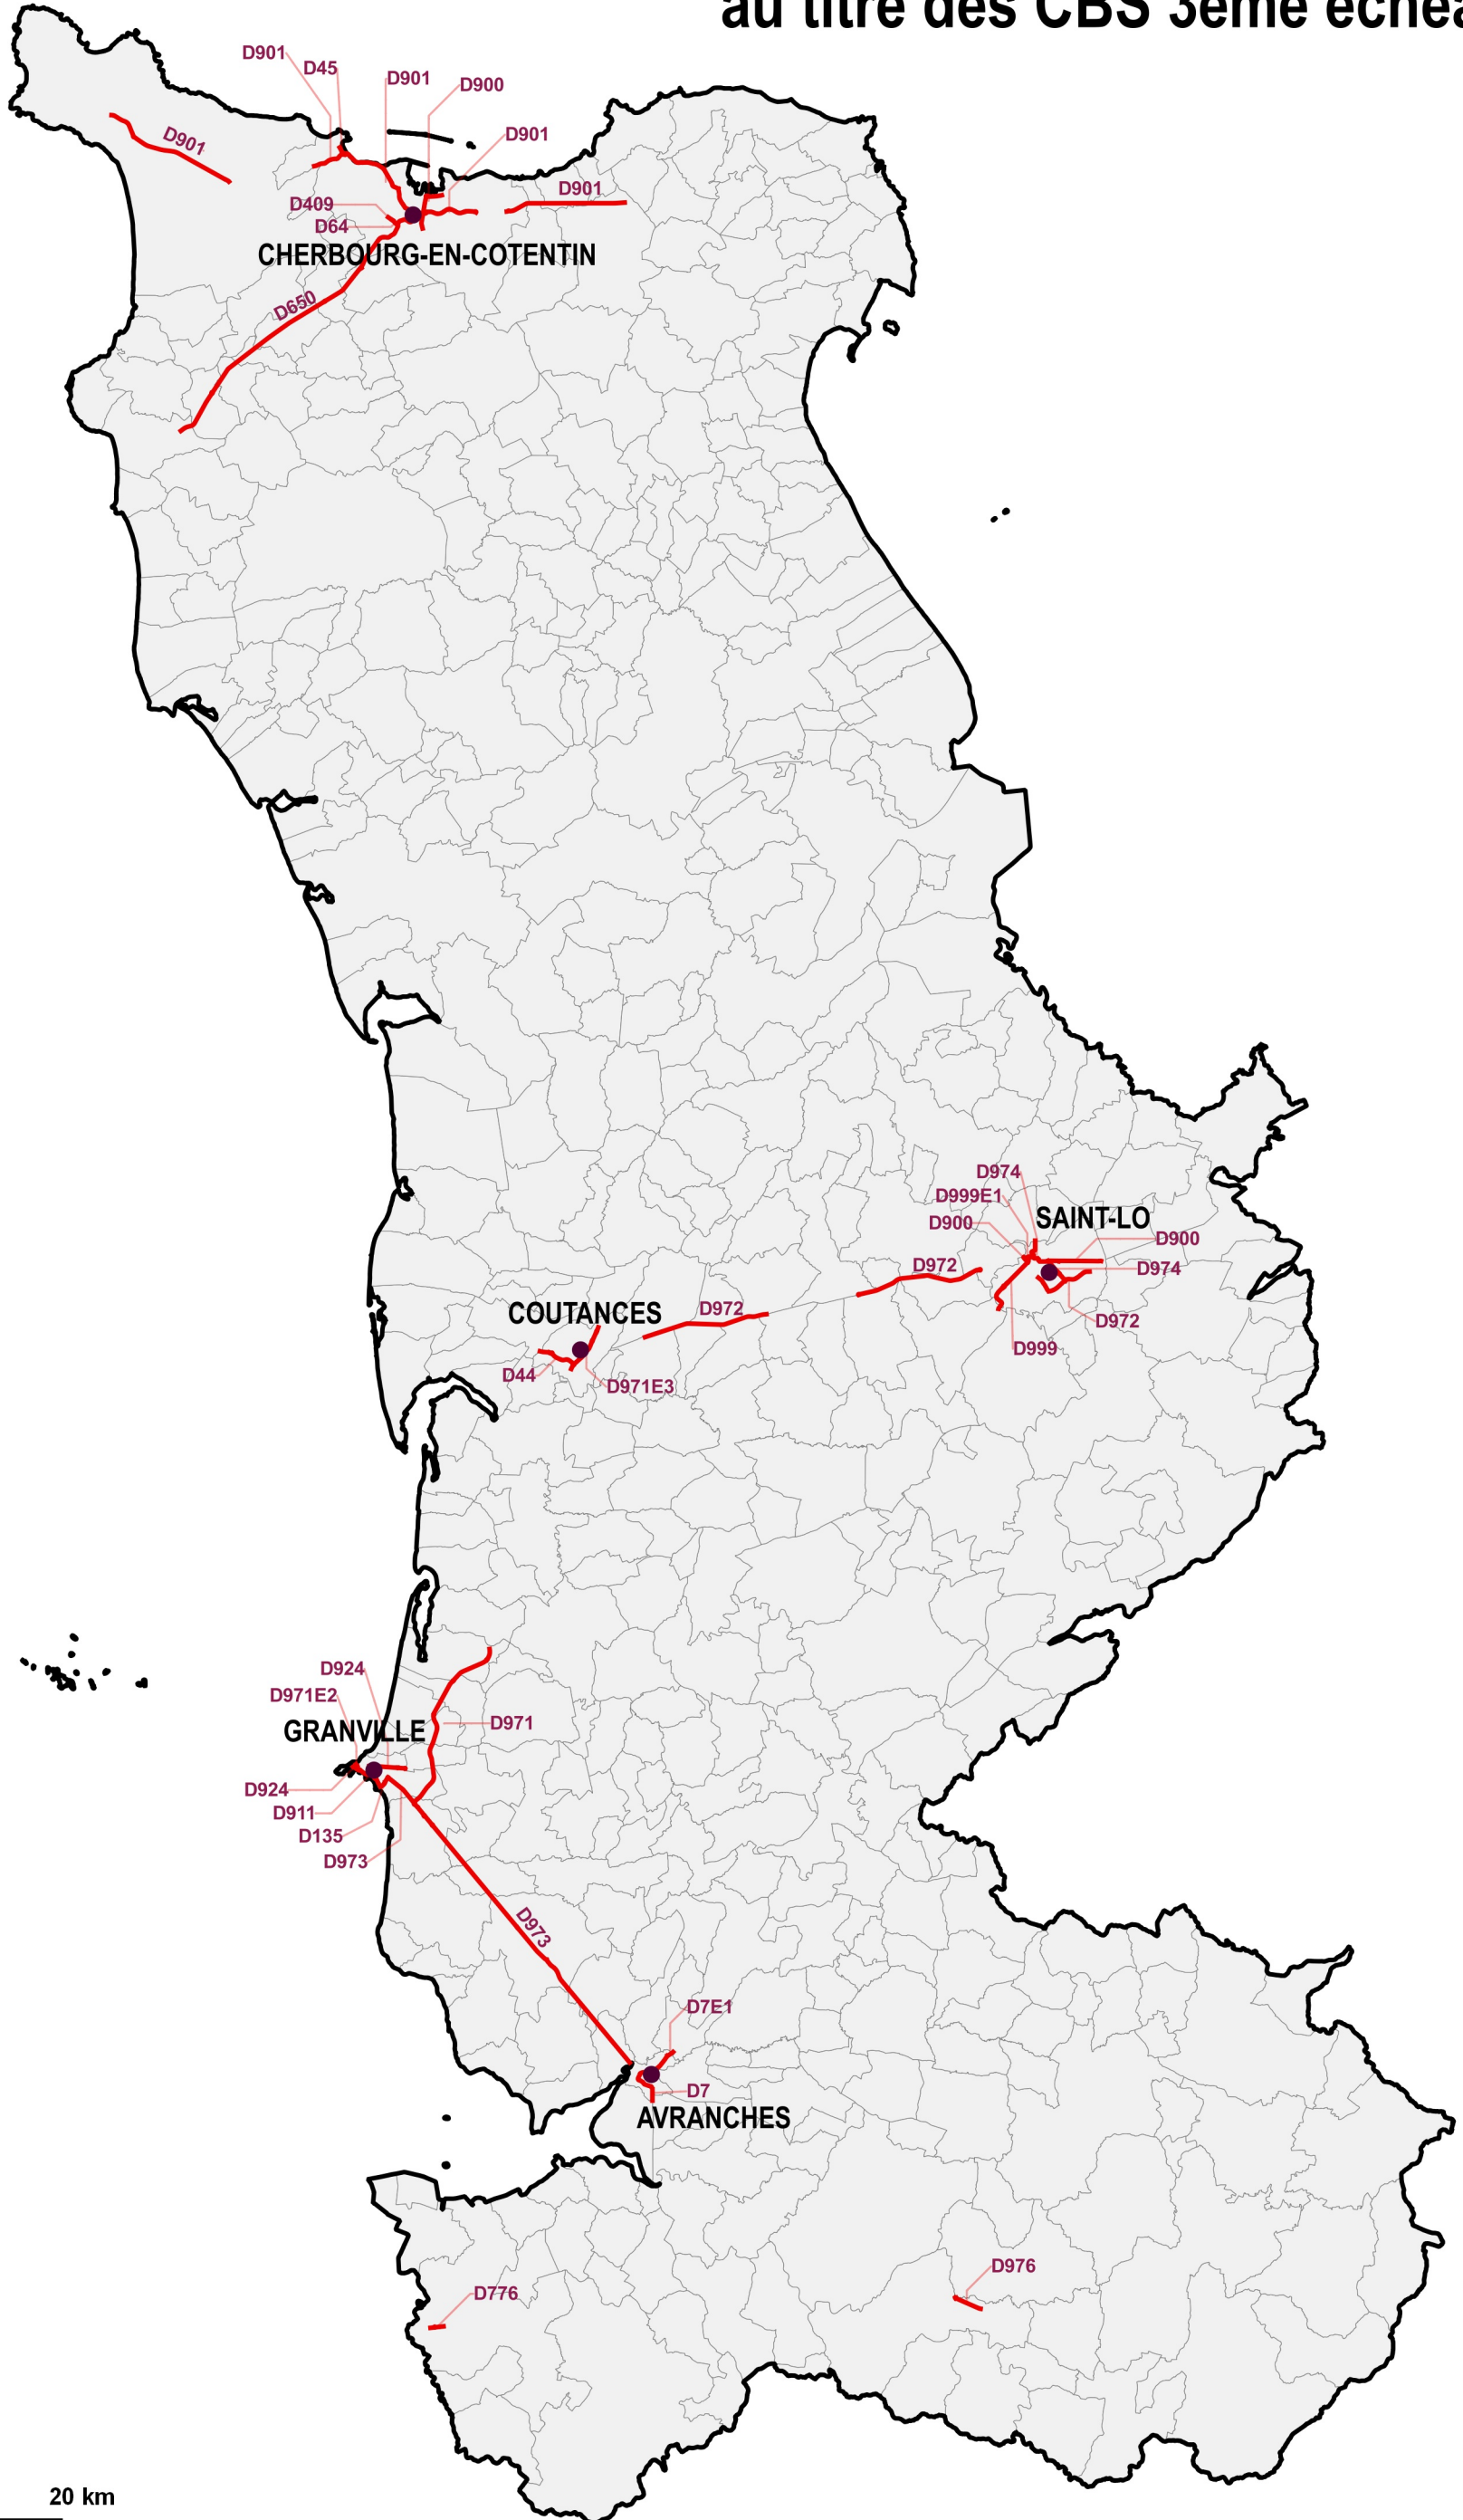 au titre des CBS 3ème
D901
D45
D901
D900
D901
D901
D901
D409
D64
CHERBOURG-EN-COTENTIN
D650
D974
D999E1
SAINT-LO
D900
D900
D972
D974
COUTANCES
D972
D972
D999
D44
D971E3
D924
D971E2
GRANVILLE
D971
D924
D911
D135
D973
D973
D7E1
D7
AVRANCHES
D976
D776
20 km